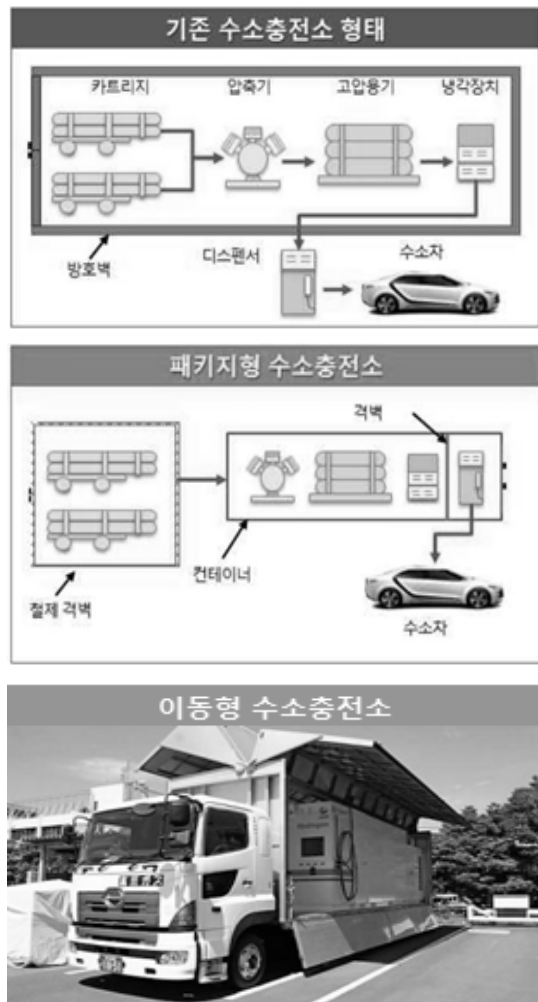 기존 수소충전소 형태
카트리지 압축기 고압용기 냉각장치
방호벽 디스펜서 수소차
패키지형 수소충전소
격벽
컨테이너
철제 격벽
수소차
이동형 수소충전소